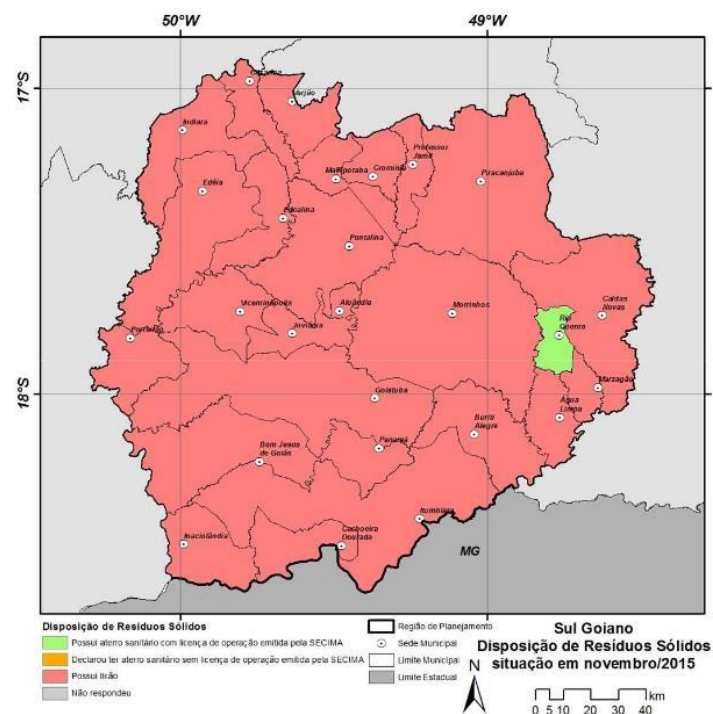 50°W 49°W
17°S
Varjão
Indiara
Professor
Jamil
Mairipotaba Cromínia
Piracanjuba
Edéia
Edealina
Pontalina
Caldas
Novas
Vicentinópolis Aloândia Morrinhos
Rio
Quente
Joviânia
Porteirão
18°S
Marzagão
Goiatuba
Água
Limpa
Buriti
Alegre
Bom Jesus
de Goiás
Panamá
Itumbiara
Inaciolândia
Cachoeira
Dourada
MG
Disposição de Resíduos Sólidos
Possui aterro sanitário com licença de operação emitida pela SECIMA
Declarou ter aterro sanitário sem licença de operação emitida pela SECIMA
Possui lixão
Não respondeu
Região de Planejamento
Sede Municipal
Limite Municipal
Limite Estadual
Sul Goiano
Disposição de Resíduos Sólidos
situação em novembro/2015
N
km
0 5 10 20 30 40